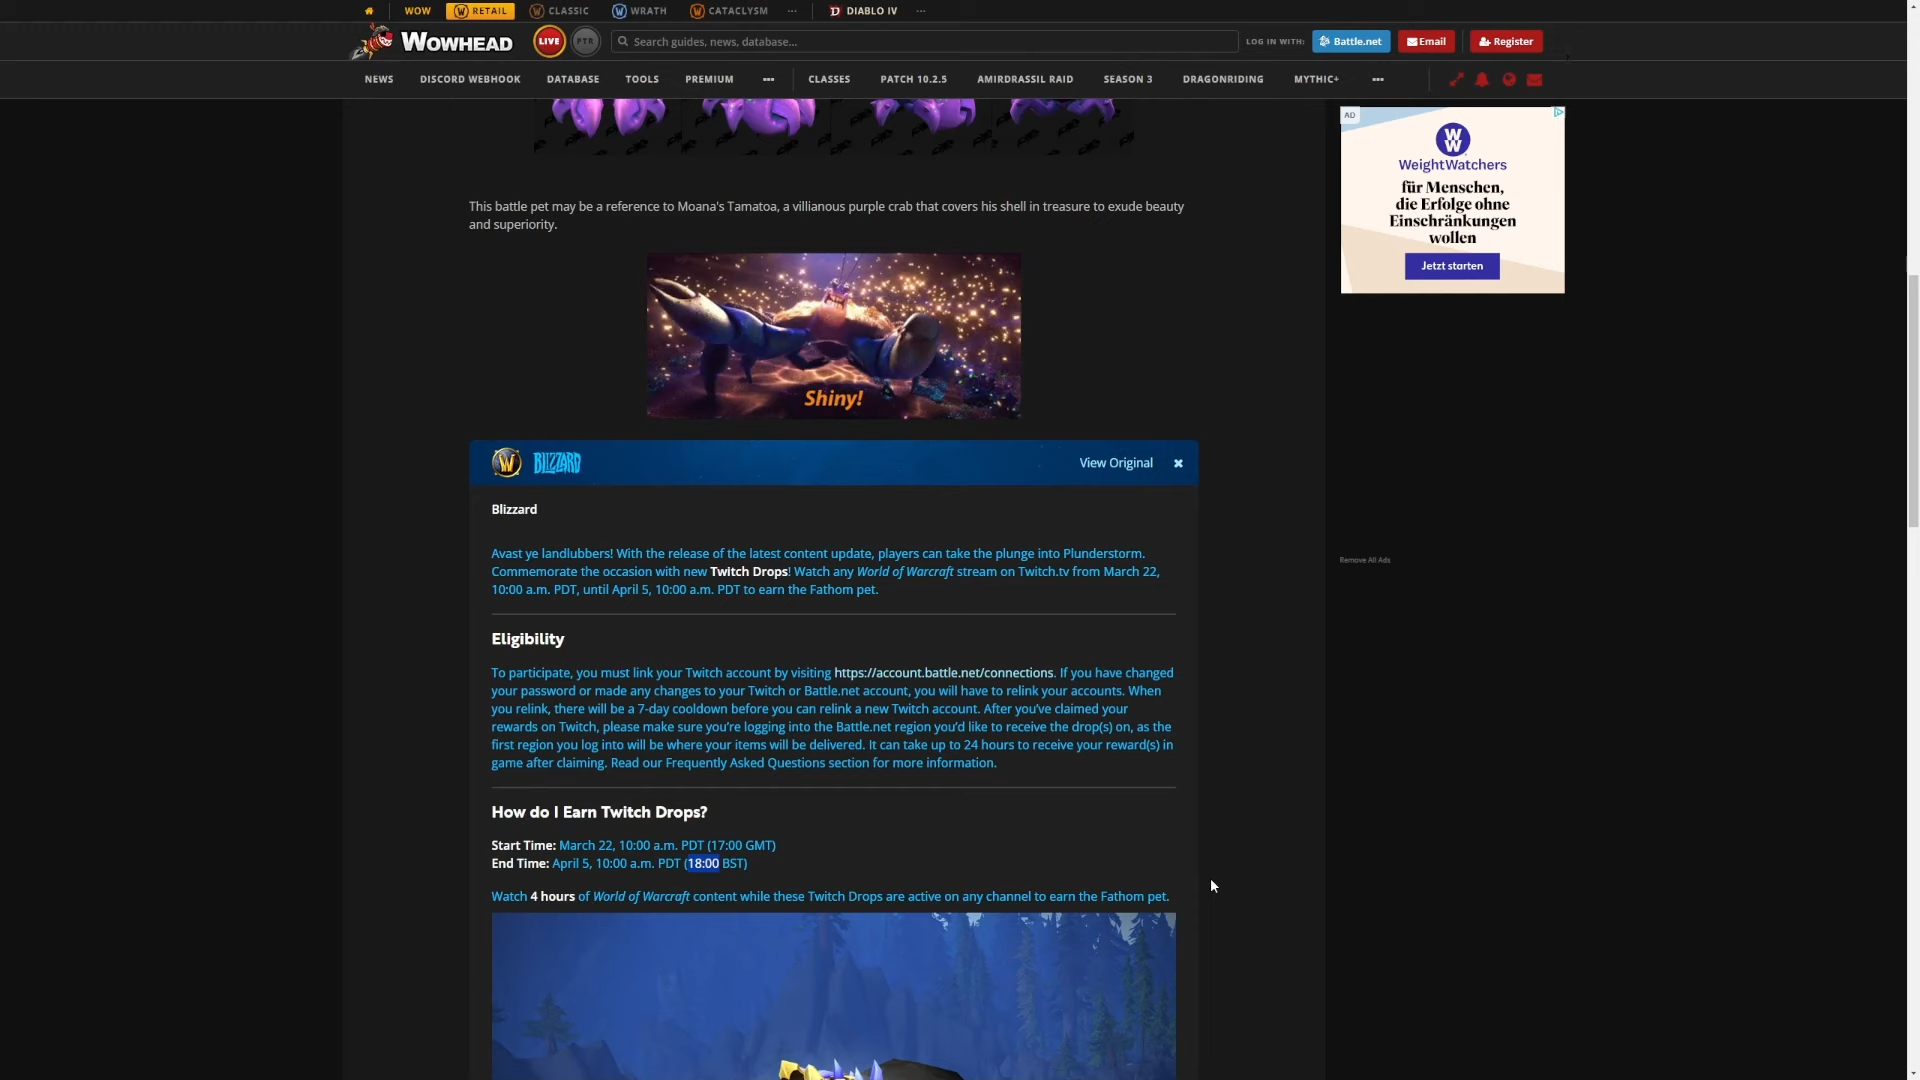 WOW
RETAIL
CLASSIC
WRATH
CATACLYSM
...
DIABLO IV
...
WOWHEAD
LIVE
PTR
Search guides, news, database...
LOG IN WITH:
Battle.net
Email
Register
NEWS
DISCORD WEBHOOK
DATABASE
TOOLS
PREMIUM
CLASSES
PATCH 10.2.5
AMIRDRASSIL RAID
SEASON 3
DRAGONRIDING
MYTHIC+
This battle pet may be a reference to Moana's Tamatoa, a villianous purple crab that covers his shell in treasure to exude beauty
and superiority.
Shiny!
BLIZZARD
View Original
Blizzard
Avast ye landlubbers! With the release of the latest content update, players can take the plunge into Plunderstorm.
Commemorate the occasion with new Twitch Drops! Watch any World of Warcraft stream on Twitch.tv from March 22,
10:00 a.m. PDT, until April 5, 10:00 a.m. PDT to earn the Fathom pet.
Eligibility
To participate, you must link your Twitch account by visiting https://account.battle.net/connections. If you have changed
your password or made any changes to your Twitch or Battle.net account, you will have to relink your accounts. When
you relink, there will be a 7-day cooldown before you can relink a new Twitch account. After you've claimed your
rewards on Twitch, please make sure you're logging into the Battle.net region you'd like to receive the drop(s) on, as the
first region you log into will be where your items will be delivered. It can take up to 24 hours to receive your reward(s) in
game after claiming. Read our Frequently Asked Questions section for more information.
How do I Earn Twitch Drops?
Start Time: March 22, 10:00 a.m. PDT (17:00 GMT)
End Time: April 5, 10:00 a.m. PDT (18:00 BST)
Watch 4 hours of World of Warcraft content while these Twitch Drops are active on any channel to earn the Fathom pet.
AD
W
W
WeightWatchers
für Menschen,
die Erfolge ohne
Einschränkungen
wollen
Jetzt starten
Remove All Ads